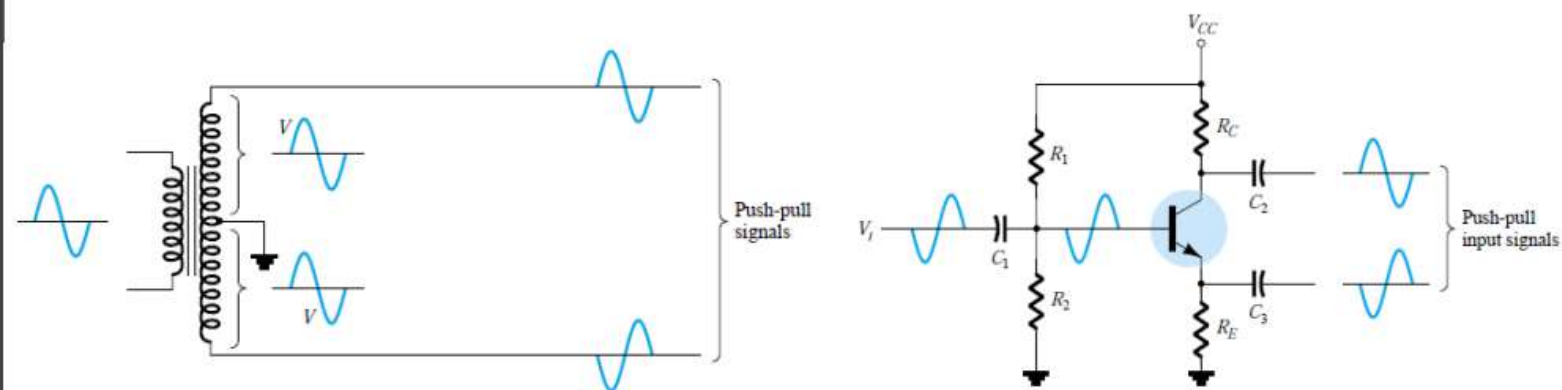 V
V
Push-pull
signals
V_CC
R_C
R_1
C_2
V_i
C_1
Push-pull
input signals
R_2
C_3
R_E